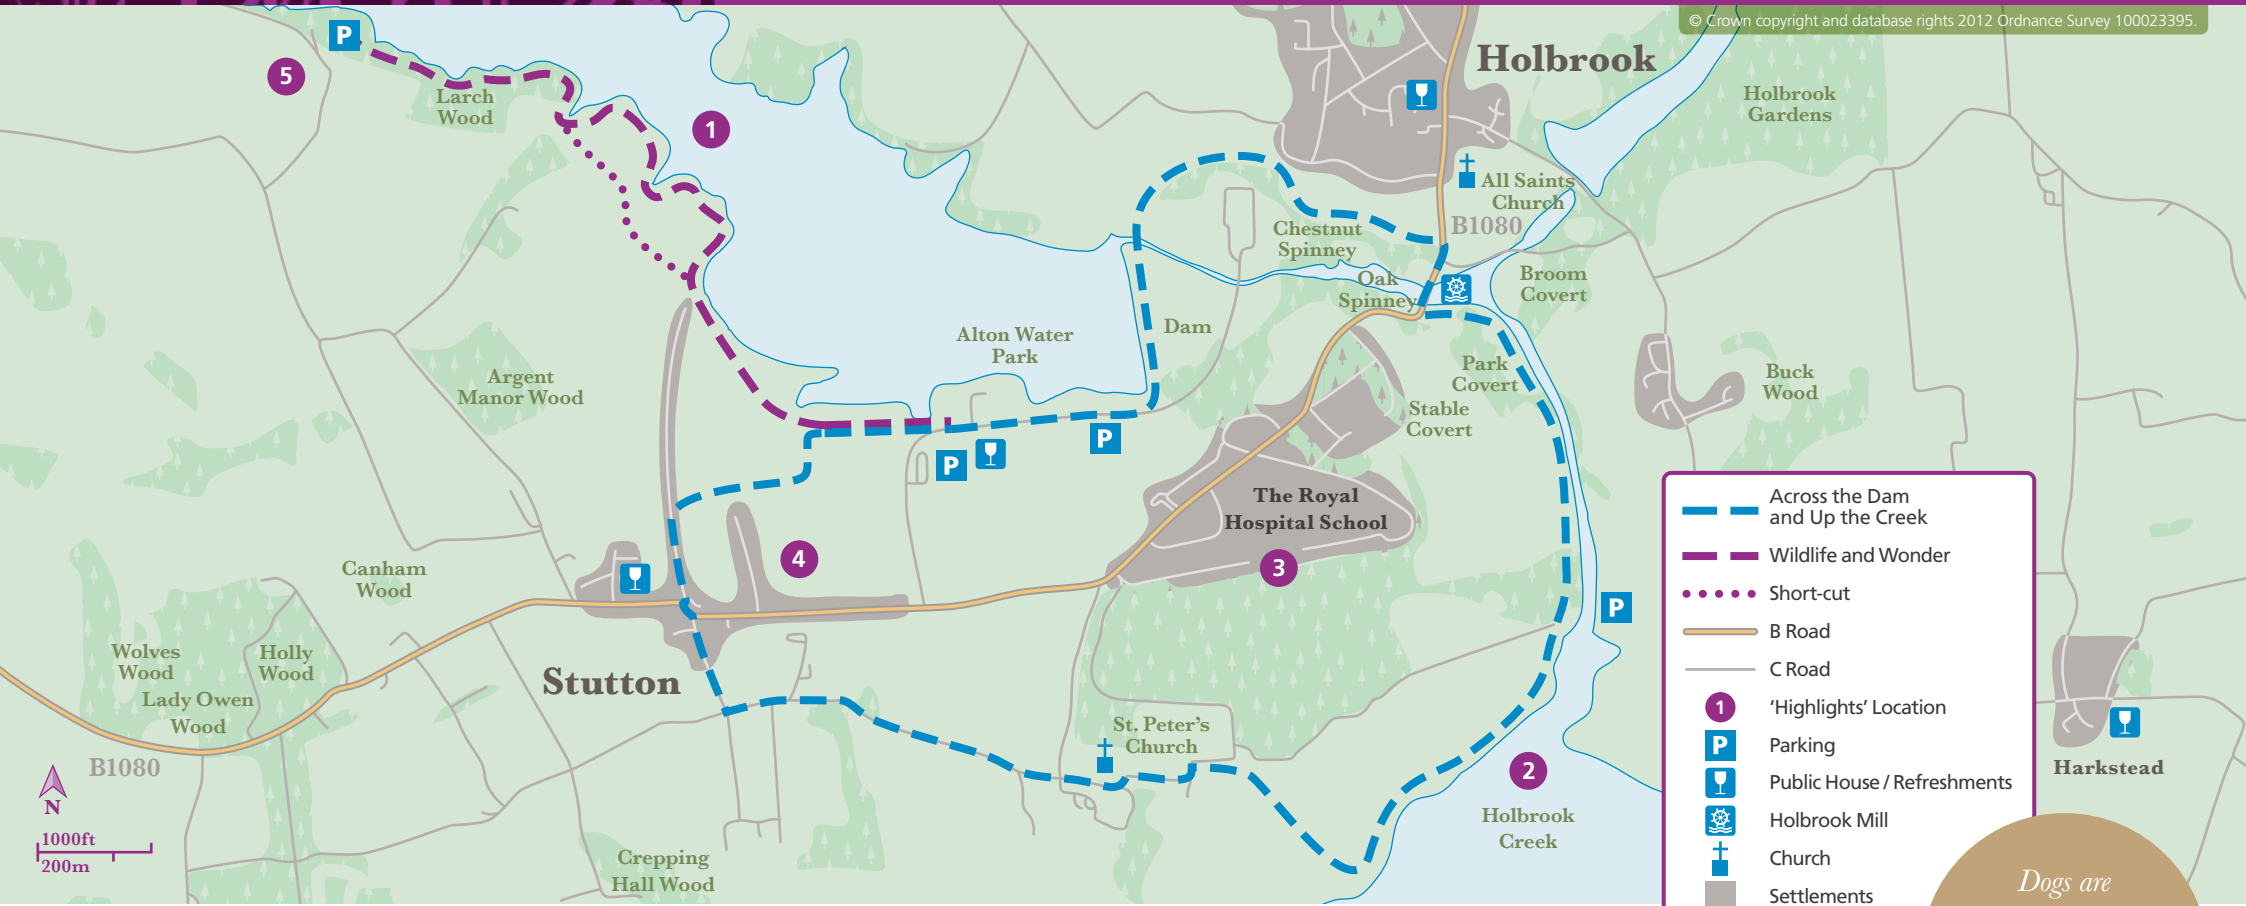 © Crown copyright and database rights 2012 Ordnance Survey 100023395.
P
5
Larch
Wood
1
Holbrook
Holbrook
Gardens
All Saints
Church
B1080
Chestnut
Spinney
Oak
Spinney
Broom
Covert
Dam
Alton Water
Park
Argent
Manor Wood
Park
Covert
Stable
Covert
Buck
Wood
P
P
The Royal
Hospital School
3
4
Canham
Wood
P
Wolves
Wood
Holly
Wood
Lady Owen
Wood
B1080
Stutton
St. Peter's
Church
2
Holbrook
Creek
Harkstead
N
1000ft
200m
Crepping
Hall Wood
Across the Dam
and Up the Creek
Wildlife and Wonder
Short-cut
B Road
C Road
1 'Highlights' Location
P Parking
Public House / Refreshments
Holbrook Mill
Church
Settlements
Dogs are